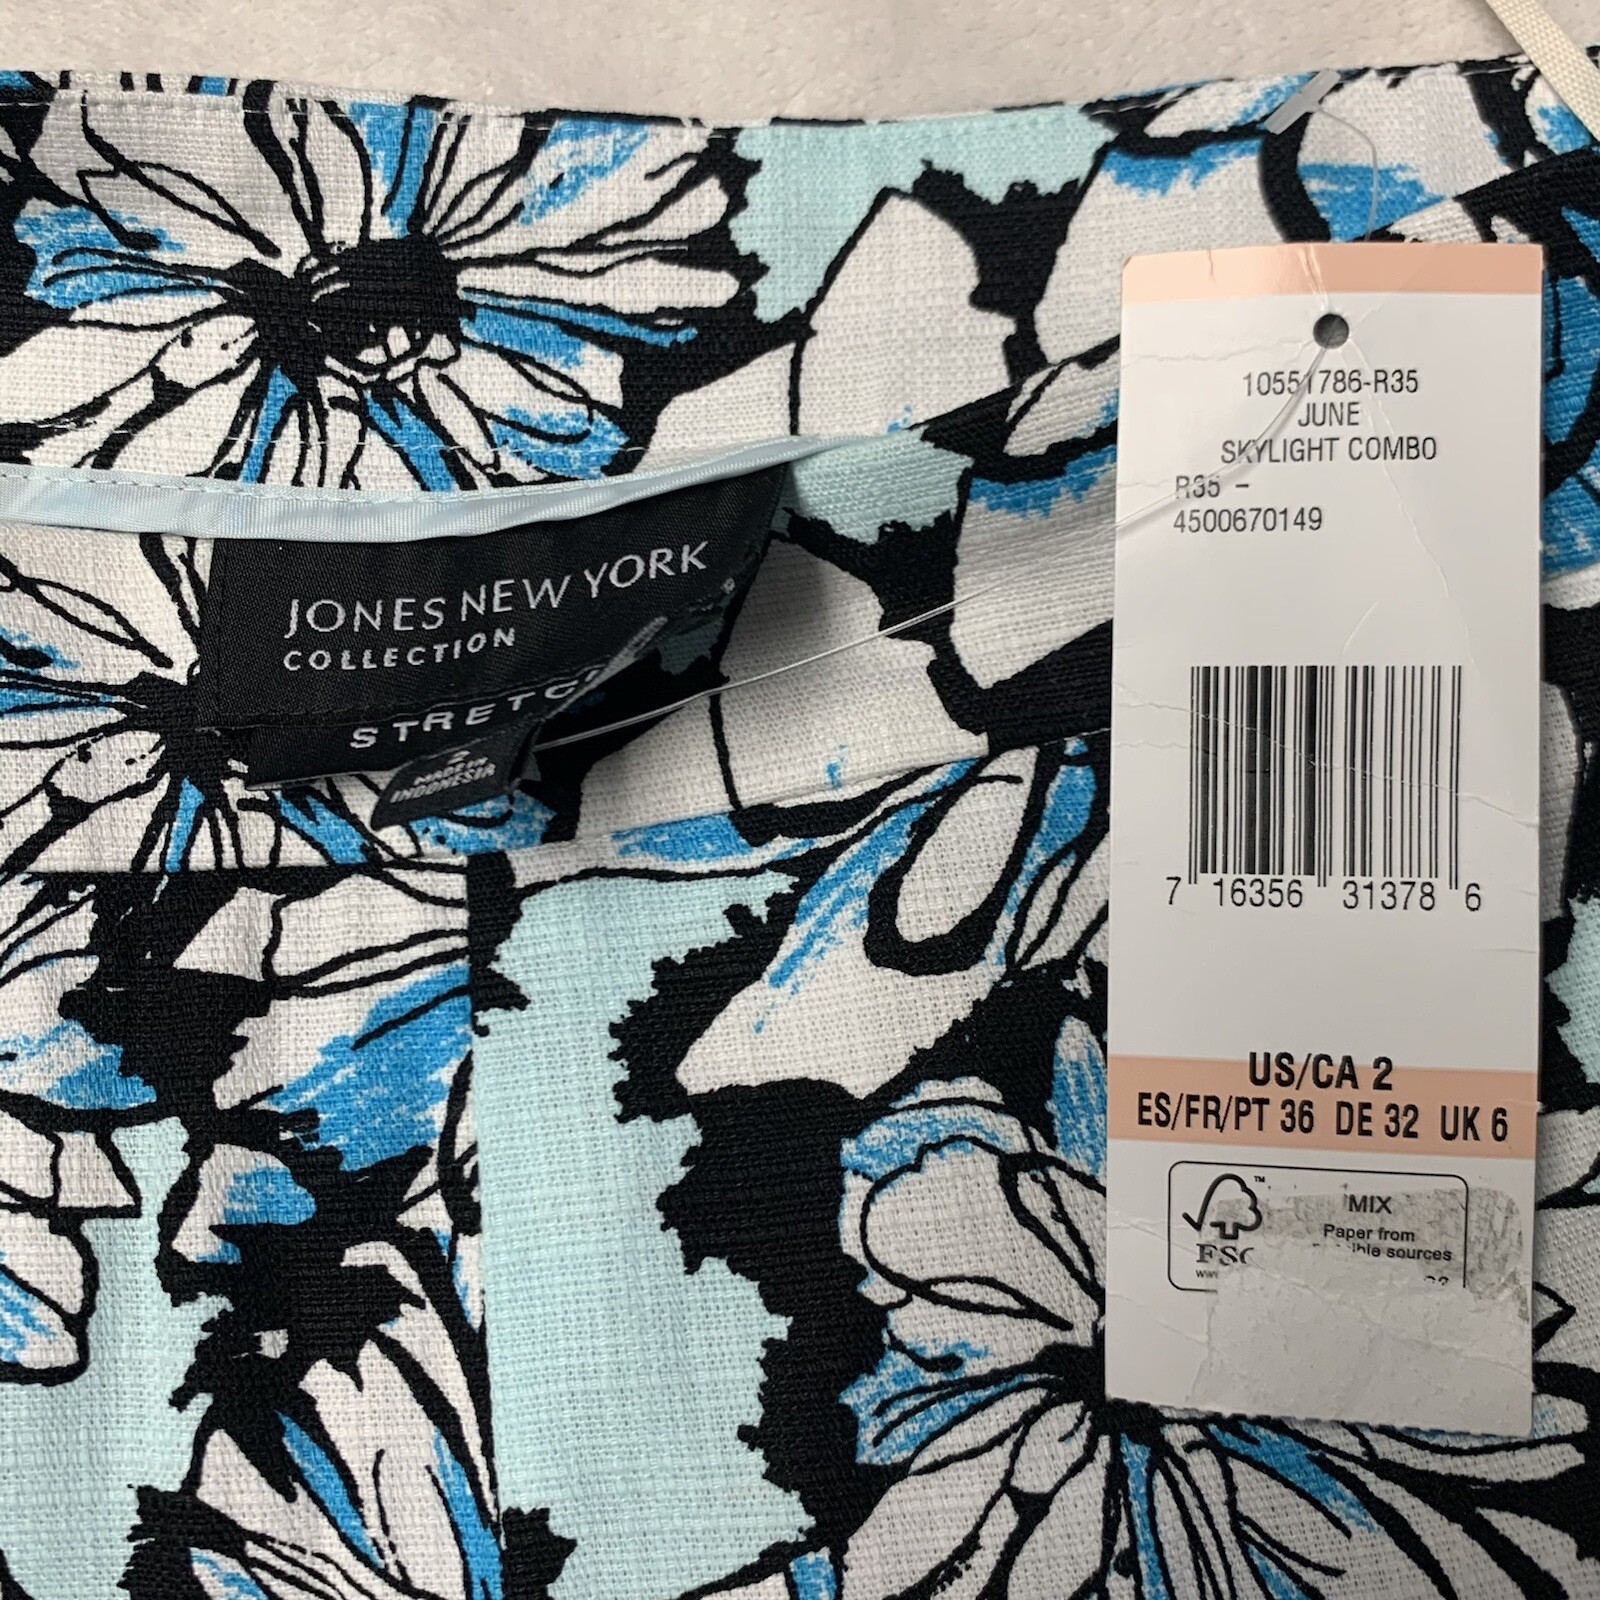 JONES NEW YORK
COLLECTION
STRETCH
2
MADE IN
INDONESIA
10551786-R35
JUNE
SKYLIGHT COMBO
R35 -
4500670149
7 16356 31378 6
US/CA 2
ES/FR/PT 36 DE 32 UK 6
MIX
Paper from
sources
FSC